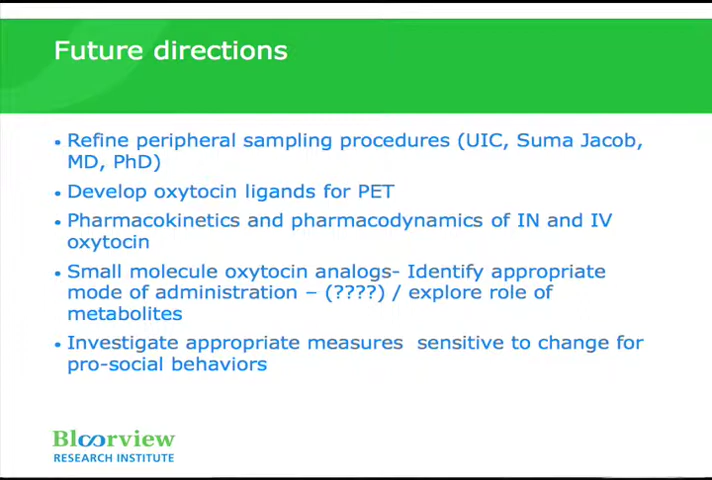 Future directions
• Refine peripheral sampling procedures (UIC, Suma Jacob,
MD, PhD)
• Develop oxytocin ligands for PET
• Pharmacokinetics and pharmacodynamics of IN and IV
oxytocin
• Small molecule oxytocin analogs- Identify appropriate
mode of administration – (????) / explore role of
metabolites
• Investigate appropriate measures  sensitive to change for
pro-social behaviors
Bloorview
RESEARCH INSTITUTE